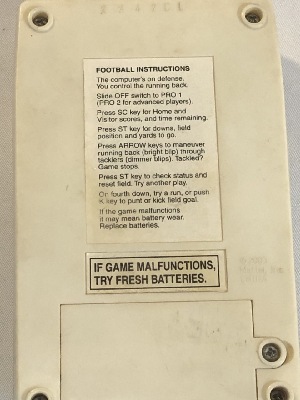 FOOTBALL INSTRUCTIONS
The computer's on defense.
You control the running back.
Slide OFF switch to PRO 1
(PRO 2 for advanced players).
Press SC key for Home and
Visitor scores, and time remaining.
Press ST key for downs, field
position and yards to go.
Press ARROW keys to maneuver
running back (bright blip) through
tacklers (dimmer blips). Tackled?
Game stops.
Press ST key to check status and
reset field. Try another play.
On fourth down, try a run, or push
K key to punt or kick field goal.
If the game malfunctions
it may mean battery wear.
Replace batteries.
IF GAME MALFUNCTIONS,
TRY FRESH BATTERIES.